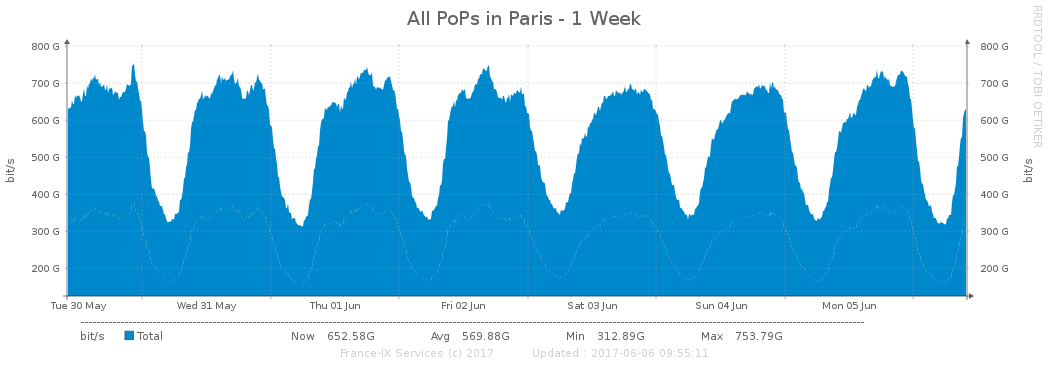 All PoPs in Paris - 1 Week
RRDTOOL / TOBI OETIKER
800 G 800 G
700 G 700 G
600 G 600 G
500 G 500 G
400 G 400 G
300 G 300 G
200 G 200 G
bit/s
bit/s
Tue 30 May Wed 31 May Thu 01 Jun Fri 02 Jun Sat 03 Jun Sun 04 Jun Mon 05 Jun
bit/s Total Now 652.58G Avg 569.88G Min 312.89G Max 753.79G
France-IX Services (c) 2017 Updated : 2017-06-06 09:55:11